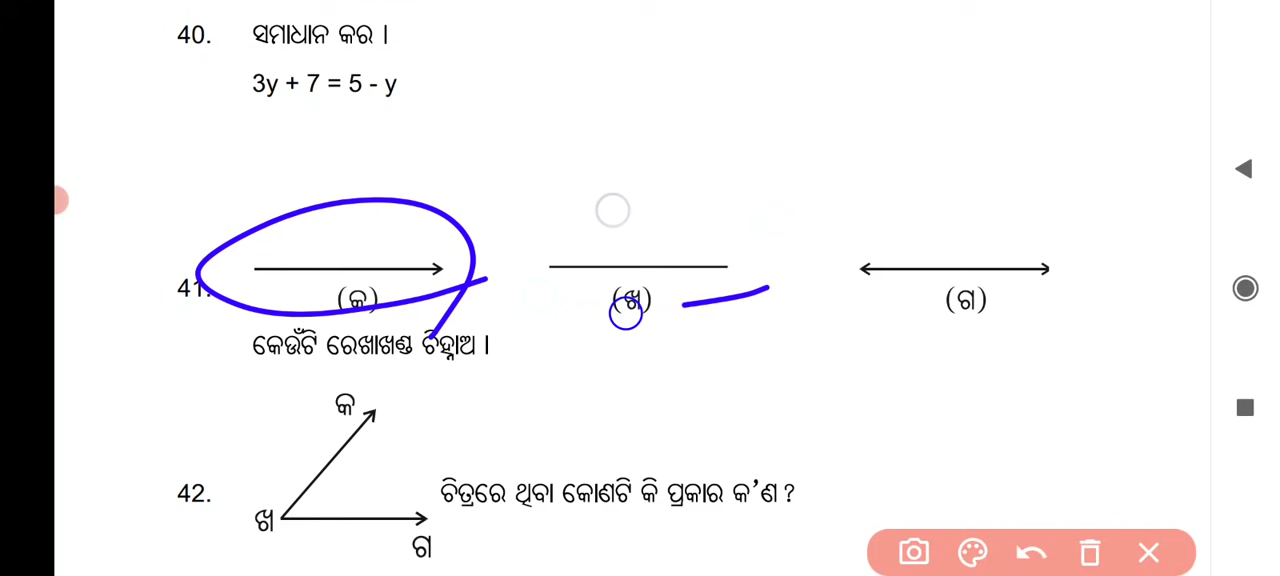 40. ସମାଧାନ କର ।
3y + 7 = 5 - y
41.
(କ) (ଖ) (ଗ)
କେଉଁଟି ରେଖାଖଣ୍ଡ ଚିହ୍ନାଅ ।
କ
42. ଚିତ୍ରରେ ଥିବା କୋଣଟି କି ପ୍ରକାର କ'ଣ ?
ଖ
ଗ